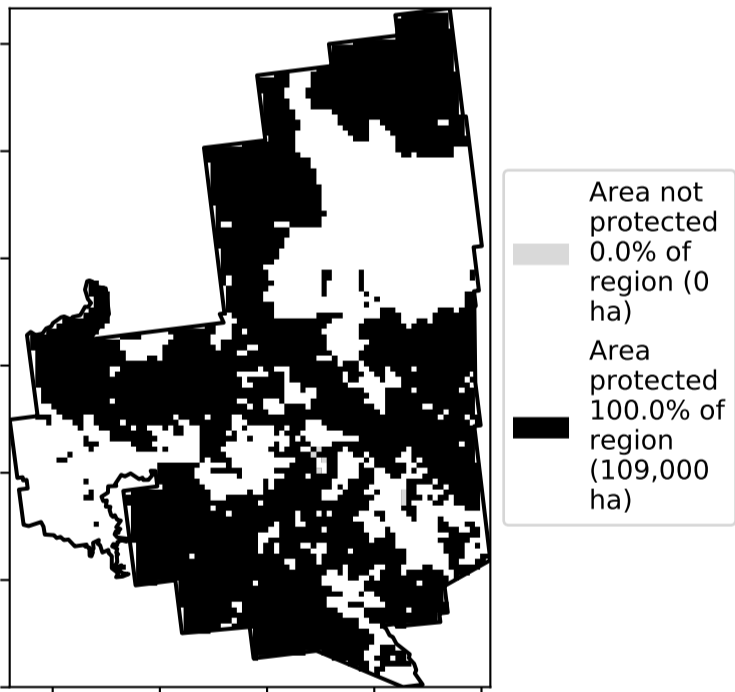 Area not
protected
0.0% of
region (0
ha)
Area
protected
100.0% of
region
(109,000
ha)